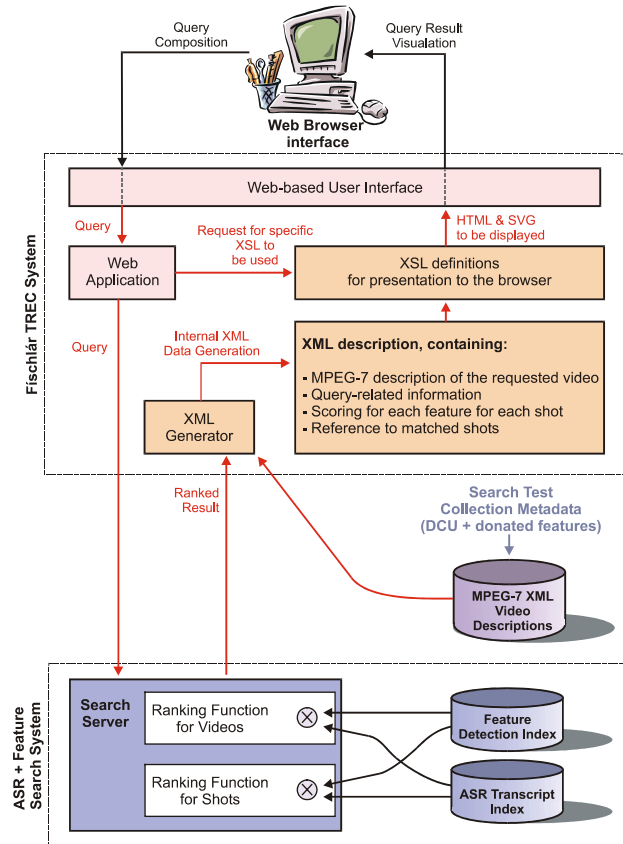 Query
Composition
Query Result
Visualation
Web Browser
interface
Web-based User Interface
Query
Request for specific
XSL to
be used
HTML & SVG
to be displayed
Web
Application
XSL definitions
for presentation to the browser
Query
Internal XML
Data Generation
XML description, containing:
- MPEG-7 description of the requested video
- Query-related information
- Scoring for each feature for each shot
- Reference to matched shots
XML
Generator
Físchlár TREC System
Ranked
Result
Search Test
Collection Metadata
(DCU + donated features)
MPEG-7 XML
Video
Descriptions
ASR + Feature
Search System
Search
Server
Ranking Function
for Videos
Feature
Detection Index
Ranking Function
for Shots
ASR Transcript
Index